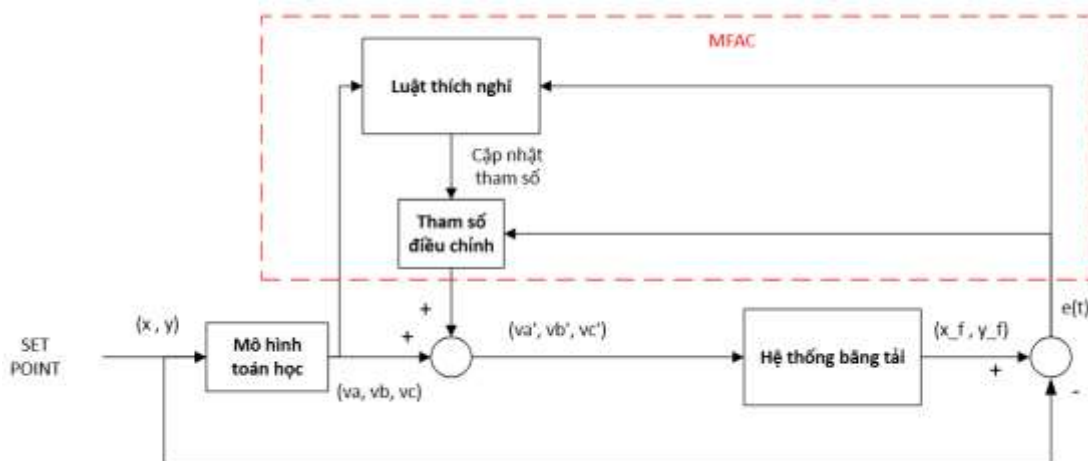 MFAC
Luật thích nghi
Cập nhật
tham số
Tham số
điều chỉnh
+
+
(x , y)
SET
POINT
Mô hình
toán học
(va, vb, vc)
(va', vb', vc')
Hệ thống băng tải
(x_f , y_f)
e(t)
+
-